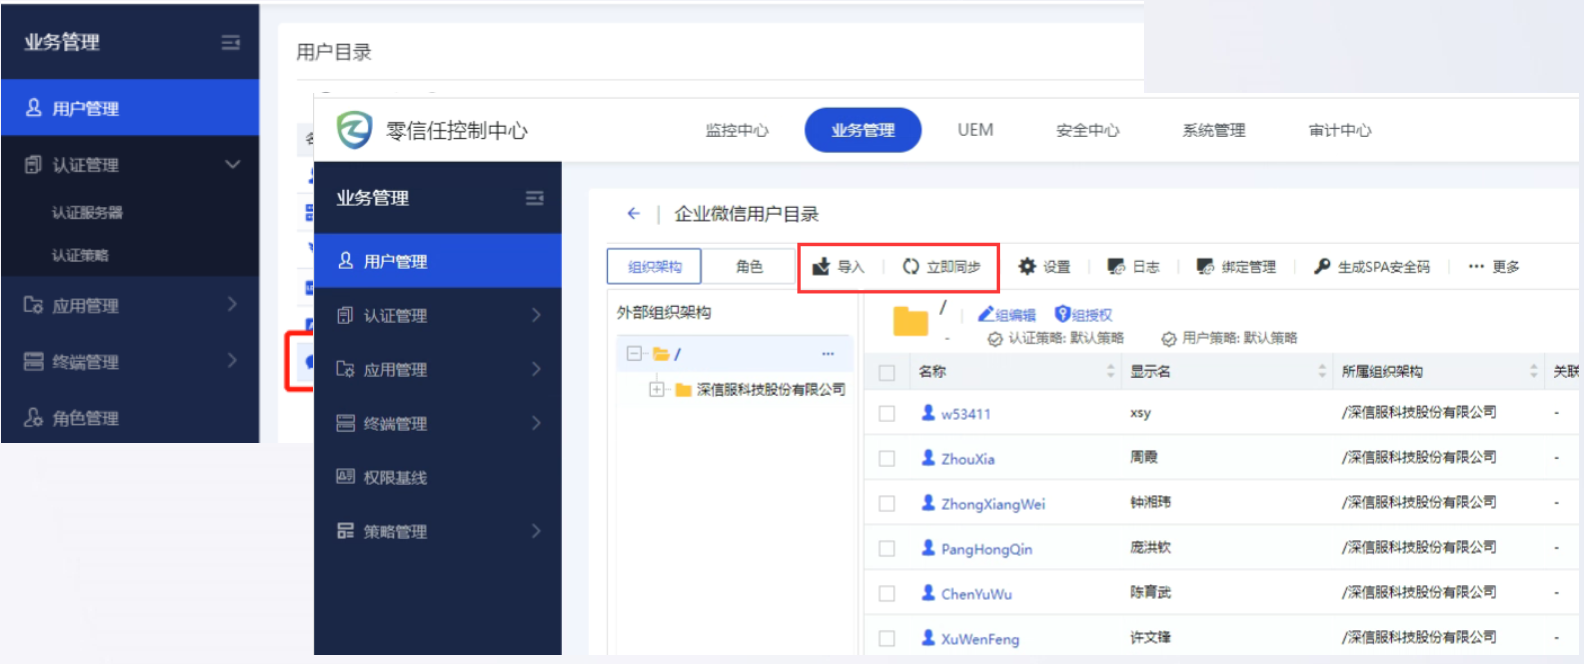 业务管理
用户管理
认证管理
认证服务器
认证策略
应用管理
终端管理
角色管理
用户目录
零信任控制中心
监控中心 业务管理 UEM 安全中心 系统管理 审计中心
业务管理
用户管理
认证管理
应用管理
终端管理
权限基线
策略管理
← | 企业微信用户目录
组织架构 角色 导入 立即同步 设置 日志 绑定管理 生成SPA安全码 ··· 更多
外部组织架构
/ ···
深信服科技股份有限公司
/ 组编辑 组授权
- 认证策略: 默认策略 用户策略: 默认策略
名称 显示名 所属组织架构 关联
w53411 xsy /深信服科技股份有限公司 -
ZhouXia 周霞 /深信服科技股份有限公司 -
ZhongXiangWei 钟湘玮 /深信服科技股份有限公司 -
PangHongQin 庞洪钦 /深信服科技股份有限公司 -
ChenYuWu 陈育武 /深信服科技股份有限公司 -
XuWenFeng 许文锋 /深信服科技股份有限公司 -